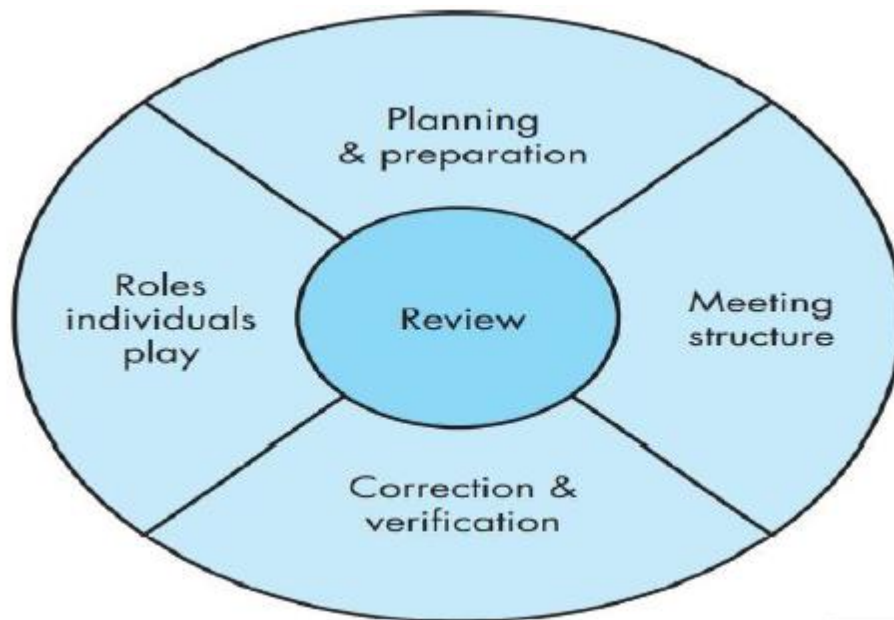 Planning
& preparation
Roles
individuals
play
Review
Meeting
structure
Correction &
verification